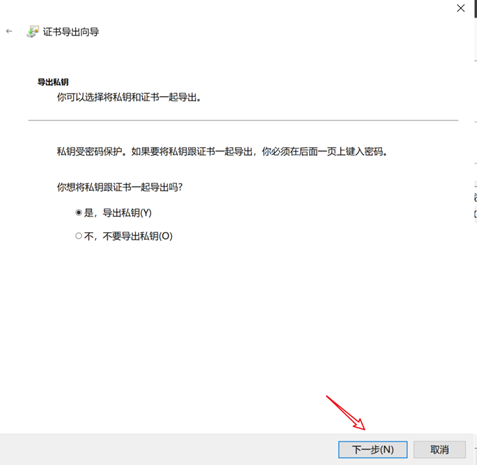 证书导出向导
导出私钥
你可以选择将私钥和证书一起导出。
私钥受密码保护。如果要将私钥跟证书一起导出，你必须在后面一页上键入密码。
你想将私钥跟证书一起导出吗?
是，导出私钥(Y)
不，不要导出私钥(O)
下一步(N) 取消